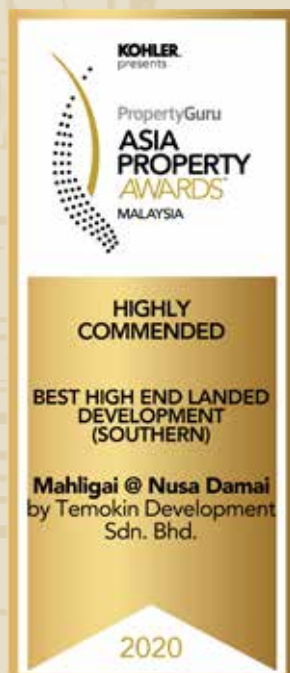 KOHLER.
presents
PropertyGuru
ASIA
PROPERTY
AWARDS™
MALAYSIA
HIGHLY
COMMENDED
BEST HIGH END LANDED
DEVELOPMENT
(SOUTHERN)
Mahligai @ Nusa Damai
by Temokin Development
Sdn. Bhd.
2020